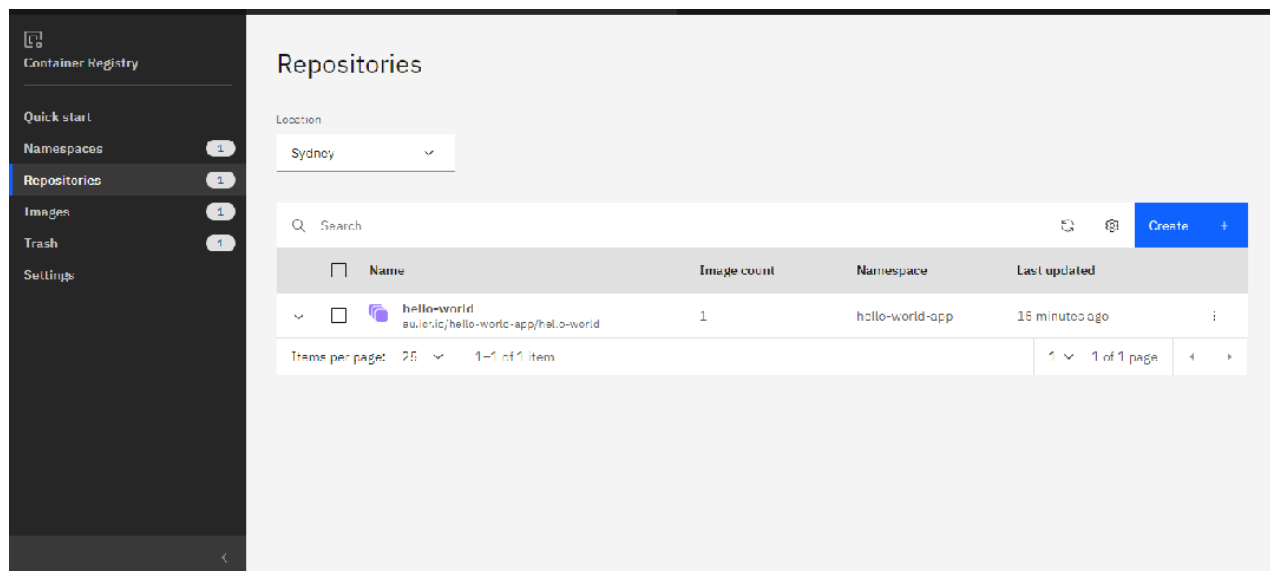 Container Registry
Quick start
Namespaces 1
Repositories 1
Images 1
Trash 1
Settings
Repositories
Location
Sydney
Search
Create +
Name Image count Namespace Last updated
hello-world 1 hello-world-app 15 minutes ago
au.icr.io/hello-world-app/hello-world
Items per page: 25 1–1 of 1 item 1 1 of 1 page